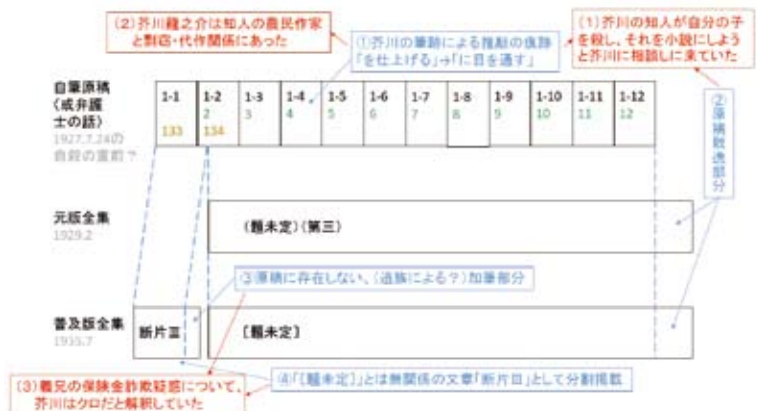 (2)芥川龍之介は知人の農民作家
と剽窃・代作関係にあった
①芥川の筆跡による推敲の痕跡
「を仕上げる」→「に目を通す」
(1)芥川の知人が自分の子
を殺し、それを小説にしよう
と芥川に相談しに来ていた
自筆原稿
(或弁護
士の話)
1927.7.24の
自殺の直前?
1-1 1-2 1-3 1-4 1-5 1-6 1-7 1-8 1-9 1-10 1-11 1-12
2 3 4 5 6 7 8 9 10 11 12
133 134
②原稿散逸部分
元版全集
1929.2
(題未定)(第三)
③原稿に存在しない、(遺族による?)加筆部分
普及版全集
1935.7
断片Ⅲ
[題未定]
④「[題未定]」とは無関係の文章「断片Ⅲ」として分割掲載
(3)義兄の保険金詐欺疑惑について、
芥川はクロだと解釈していた